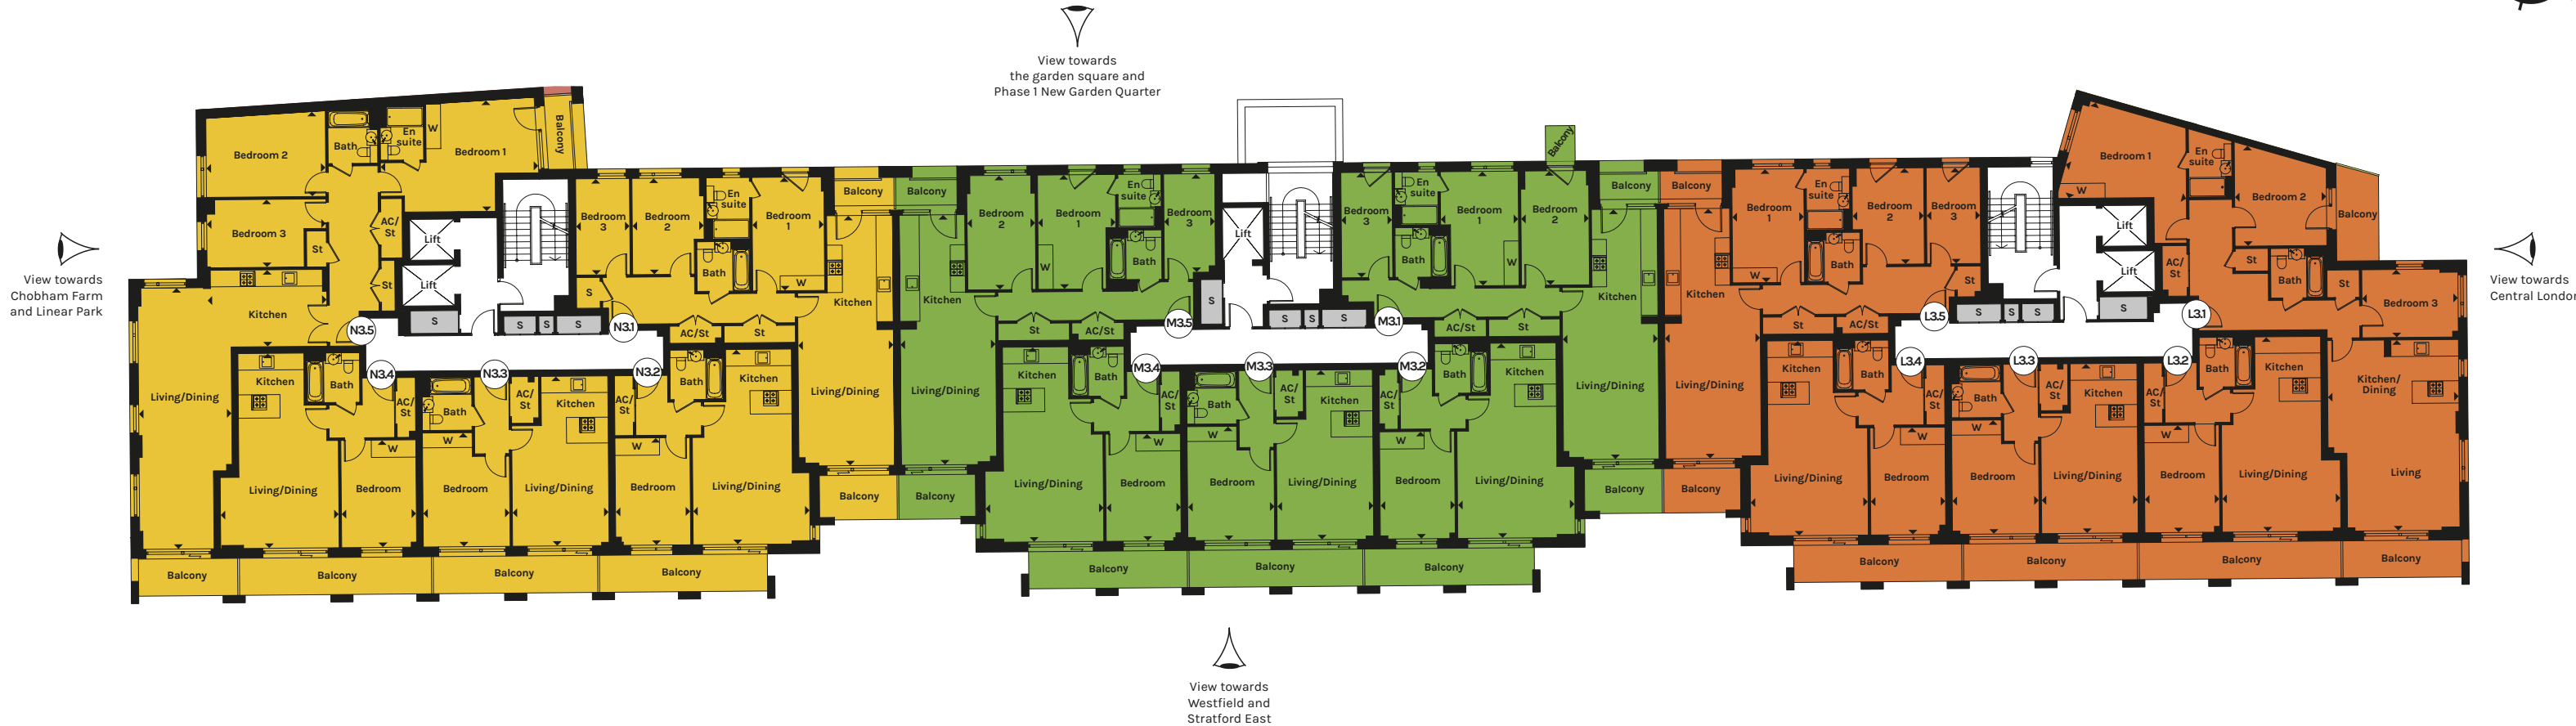 View towards
the garden square and
Phase 1 New Garden Quarter
View towards
Chobham Farm
and Linear Park
View towards
Central London
Bedroom 2
Bath
En
suite
W
Bedroom 1
Balcony
Bedroom 3
St
AC/
St
St
Lift
Lift
S
S
S
S
Kitchen
N3.5
Living/Dining
Balcony
Kitchen
Bath
N3.4
AC/
St
W
Living/Dining
Bedroom
Balcony
N3.3
Bath
AC/
St
Kitchen
W
Bedroom
Living/Dining
Balcony
N3.2
AC/
St
Bath
Kitchen
W
Bedroom
Living/Dining
Balcony
N3.1
Bedroom
3
Bedroom
2
En
suite
Bedroom
1
Bath
W
S
AC/St
St
Balcony
Kitchen
Living/Dining
Balcony
Balcony
Kitchen
Living/Dining
Balcony
Bedroom
2
Bedroom
1
En
suite
Bedroom
3
W
Bath
St
AC/St
M3.5
Lift
S
S
S
S
Kitchen
Bath
M3.4
AC/
St
W
Living/Dining
Bedroom
Balcony
M3.3
Bath
AC/
St
Kitchen
W
Bedroom
Living/Dining
Balcony
M3.2
AC/
St
Bath
Kitchen
W
Bedroom
Living/Dining
Balcony
M3.1
Bedroom
3
En
suite
Bedroom
1
Bedroom
2
Balcony
Bath
W
AC/St
St
Balcony
Kitchen
Living/Dining
Balcony
Balcony
Kitchen
Living/Dining
Balcony
Bedroom
1
En
suite
Bedroom
2
Bedroom
3
W
Bath
St
St
AC/St
L3.5
S
S
S
Lift
Lift
S
Kitchen
Bath
L3.4
AC/
St
W
Living/Dining
Bedroom
Balcony
L3.3
Bath
AC/
St
Kitchen
W
Bedroom
Living/Dining
Balcony
L3.2
AC/
St
Bath
Kitchen
W
Bedroom
Living/Dining
Balcony
L3.1
Bedroom 1
En
suite
W
Bedroom 2
Balcony
AC/
St
St
Bath
St
Bedroom 3
Kitchen/
Dining
Living
Balcony
View towards
Westfield and
Stratford East